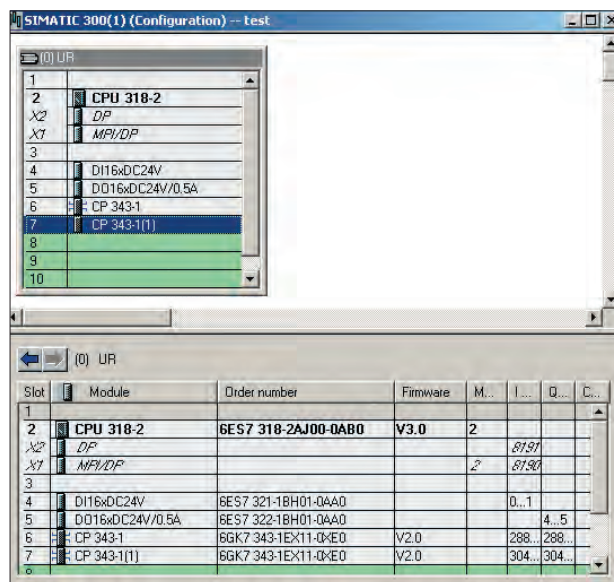 SIMATIC 300(1) (Configuration) -- test
(0) UR
1
2 CPU 318-2
X2 DP
X1 MPI/DP
3
4 DI16xDC24V
5 DO16xDC24V/0.5A
6 CP 343-1
7 CP 343-1(1)
8
9
10
(0) UR
Slot Module Order number Firmware M... I... Q... C...
1
2 CPU 318-2 6ES7 318-2AJ00-0AB0 V3.0 2
X2 DP 8191
X1 MPI/DP 2 8190
3
4 DI16xDC24V 6ES7 321-1BH01-0AA0 0...1
5 DO16xDC24V/0.5A 6ES7 322-1BH01-0AA0 4...5
6 CP 343-1 6GK7 343-1EX11-0XE0 V2.0 288... 288...
7 CP 343-1(1) 6GK7 343-1EX11-0XE0 V2.0 304... 304...